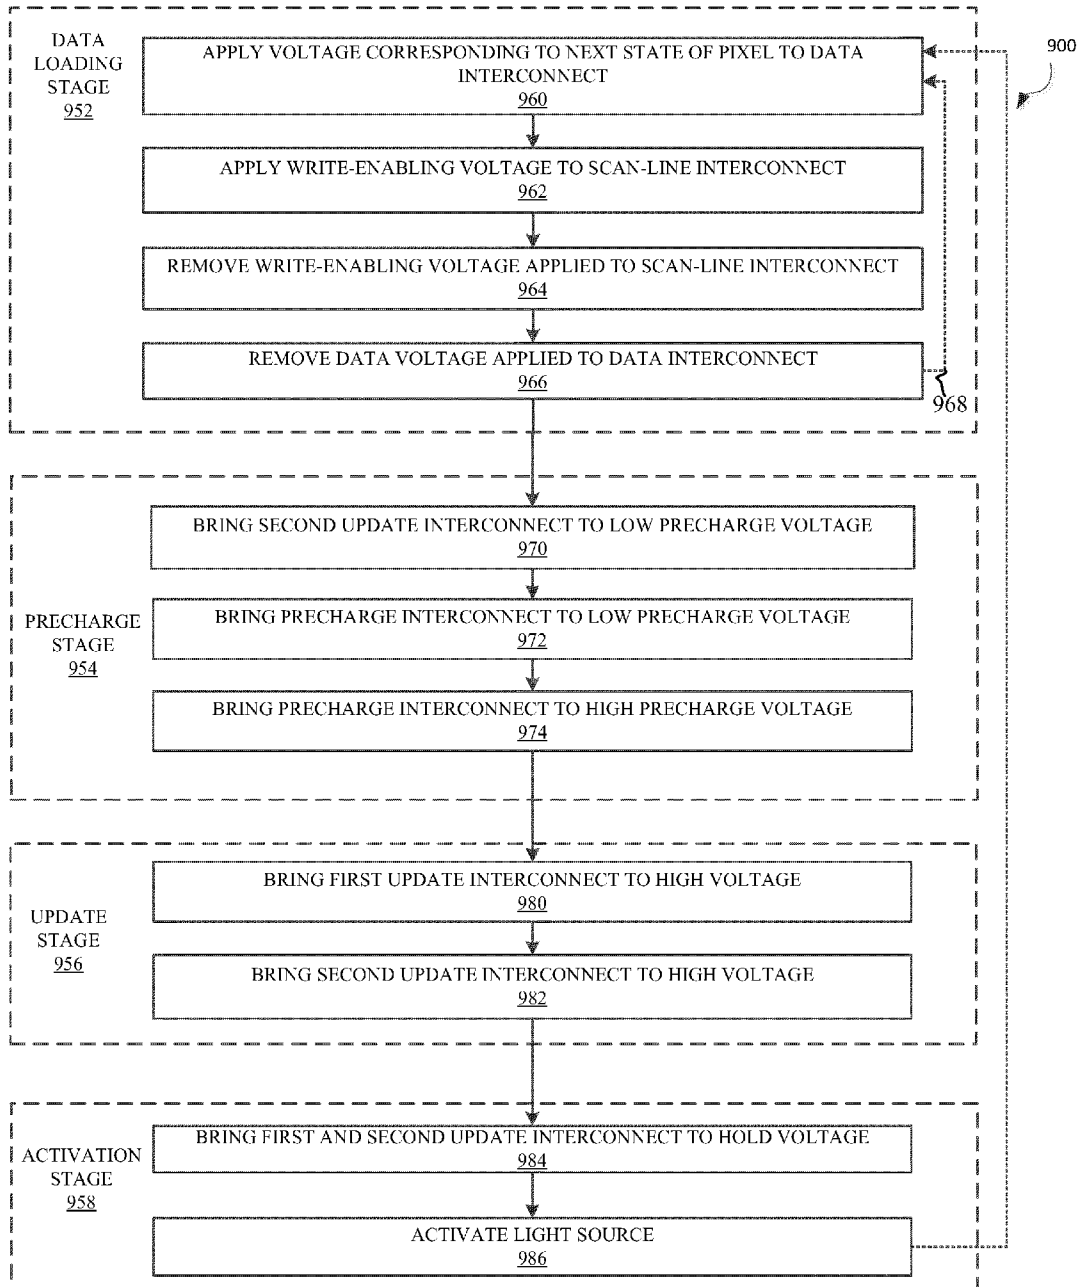 900
DATA
LOADING
STAGE
952
APPLY VOLTAGE CORRESPONDING TO NEXT STATE OF PIXEL TO DATA
INTERCONNECT
960
APPLY WRITE-ENABLING VOLTAGE TO SCAN-LINE INTERCONNECT
962
REMOVE WRITE-ENABLING VOLTAGE APPLIED TO SCAN-LINE INTERCONNECT
964
REMOVE DATA VOLTAGE APPLIED TO DATA INTERCONNECT
966
968
PRECHARGE
STAGE
954
BRING SECOND UPDATE INTERCONNECT TO LOW PRECHARGE VOLTAGE
970
BRING PRECHARGE INTERCONNECT TO LOW PRECHARGE VOLTAGE
972
BRING PRECHARGE INTERCONNECT TO HIGH PRECHARGE VOLTAGE
974
UPDATE
STAGE
956
BRING FIRST UPDATE INTERCONNECT TO HIGH VOLTAGE
980
BRING SECOND UPDATE INTERCONNECT TO HIGH VOLTAGE
982
ACTIVATION
STAGE
958
BRING FIRST AND SECOND UPDATE INTERCONNECT TO HOLD VOLTAGE
984
ACTIVATE LIGHT SOURCE
986